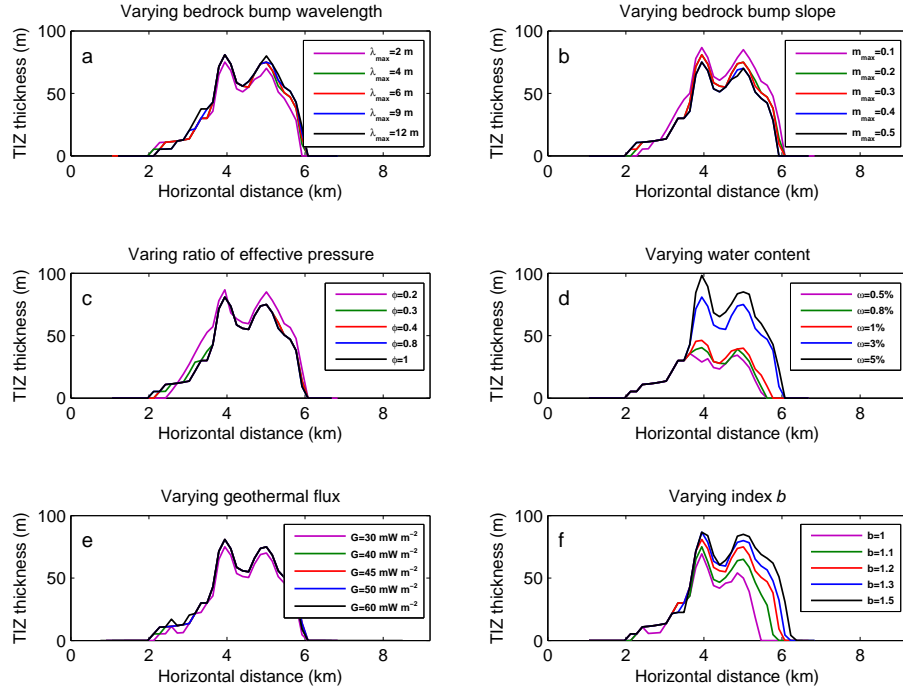 Varying bedrock bump wavelength
a
TIZ thickness (m)
100
50
0
0 2 4 6 8
Horizontal distance (km)
λmax=2 m
λmax=4 m
λmax=6 m
λmax=9 m
λmax=12 m
Varying bedrock bump slope
b
TIZ thickness (m)
100
50
0
0 2 4 6 8
Horizontal distance (km)
mmax=0.1
mmax=0.2
mmax=0.3
mmax=0.4
mmax=0.5
Varing ratio of effective pressure
c
TIZ thickness (m)
100
50
0
0 2 4 6 8
Horizontal distance (km)
ϕ=0.2
ϕ=0.3
ϕ=0.4
ϕ=0.8
ϕ=1
Varying water content
d
TIZ thickness (m)
100
50
0
0 2 4 6 8
Horizontal distance (km)
ω=0.5%
ω=0.8%
ω=1%
ω=3%
ω=5%
Varying geothermal flux
e
TIZ thickness (m)
100
50
0
0 2 4 6 8
Horizontal distance (km)
G=30 mW m⁻²
G=40 mW m⁻²
G=45 mW m⁻²
G=50 mW m⁻²
G=60 mW m⁻²
Varying index b
f
TIZ thickness (m)
100
50
0
0 2 4 6 8
Horizontal distance (km)
b=1
b=1.1
b=1.2
b=1.3
b=1.5